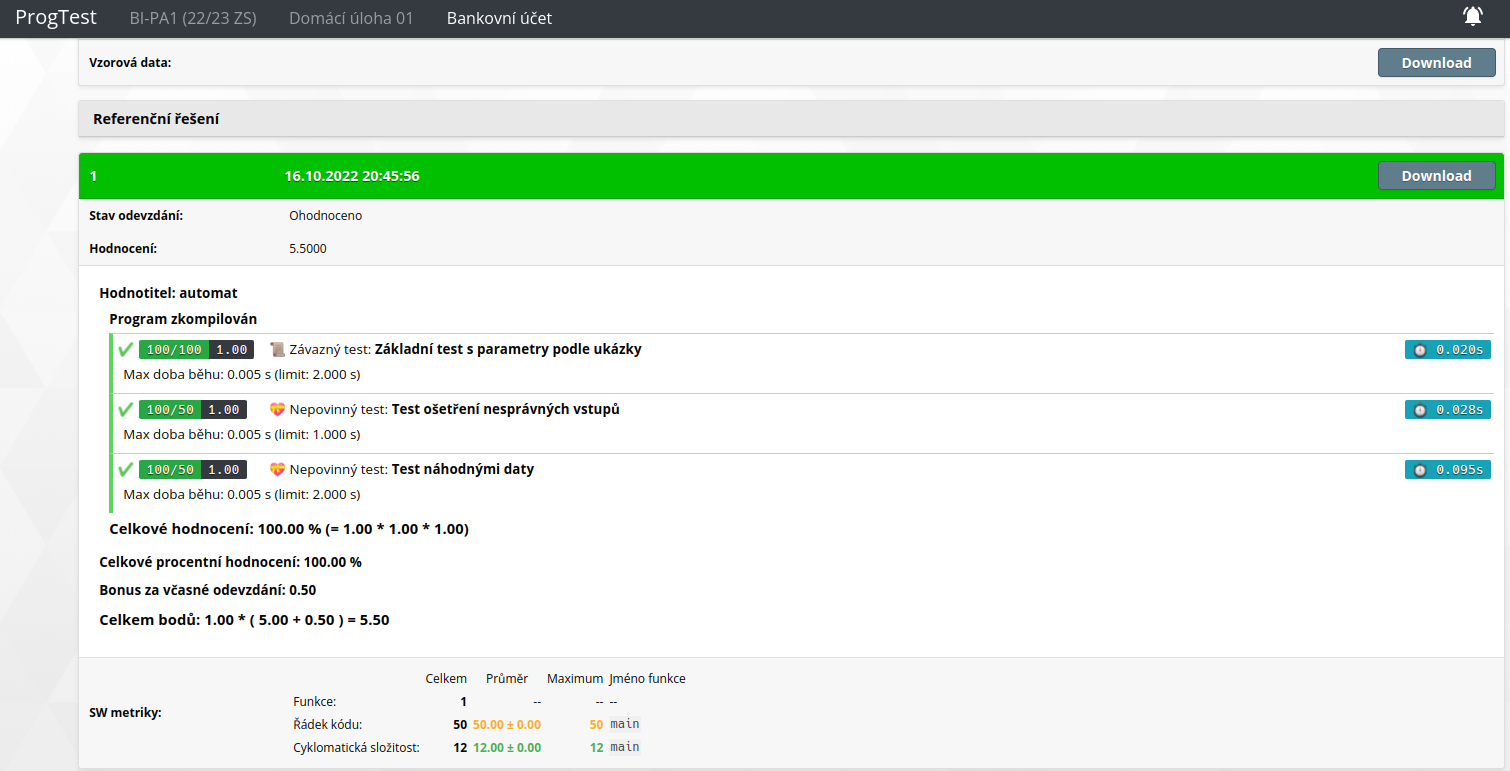 ProgTest BI-PA1 (22/23 ZS) Domácí úloha 01 Bankovní účet
Vzorová data: Download
Referenční řešení
1 16.10.2022 20:45:56 Download
Stav odevzdání: Ohodnoceno
Hodnocení: 5.5000
Hodnotitel: automat
Program zkompilován
100/100 1.00 Závazný test: Základní test s parametry podle ukázky 0.020s
Max doba běhu: 0.005 s (limit: 2.000 s)
100/50 1.00 Nepovinný test: Test ošetření nesprávných vstupů 0.028s
Max doba běhu: 0.005 s (limit: 1.000 s)
100/50 1.00 Nepovinný test: Test náhodnými daty 0.095s
Max doba běhu: 0.005 s (limit: 2.000 s)
Celkové hodnocení: 100.00 % (= 1.00 * 1.00 * 1.00)
Celkové procentní hodnocení: 100.00 %
Bonus za včasné odevzdání: 0.50
Celkem bodů: 1.00 * ( 5.00 + 0.50 ) = 5.50
Celkem Průměr Maximum Jméno funkce
SW metriky:
Funkce: 1 -- -- --
Řádek kódu: 50 50.00 ± 0.00 50 main
Cyklomatická složitost: 12 12.00 ± 0.00 12 main